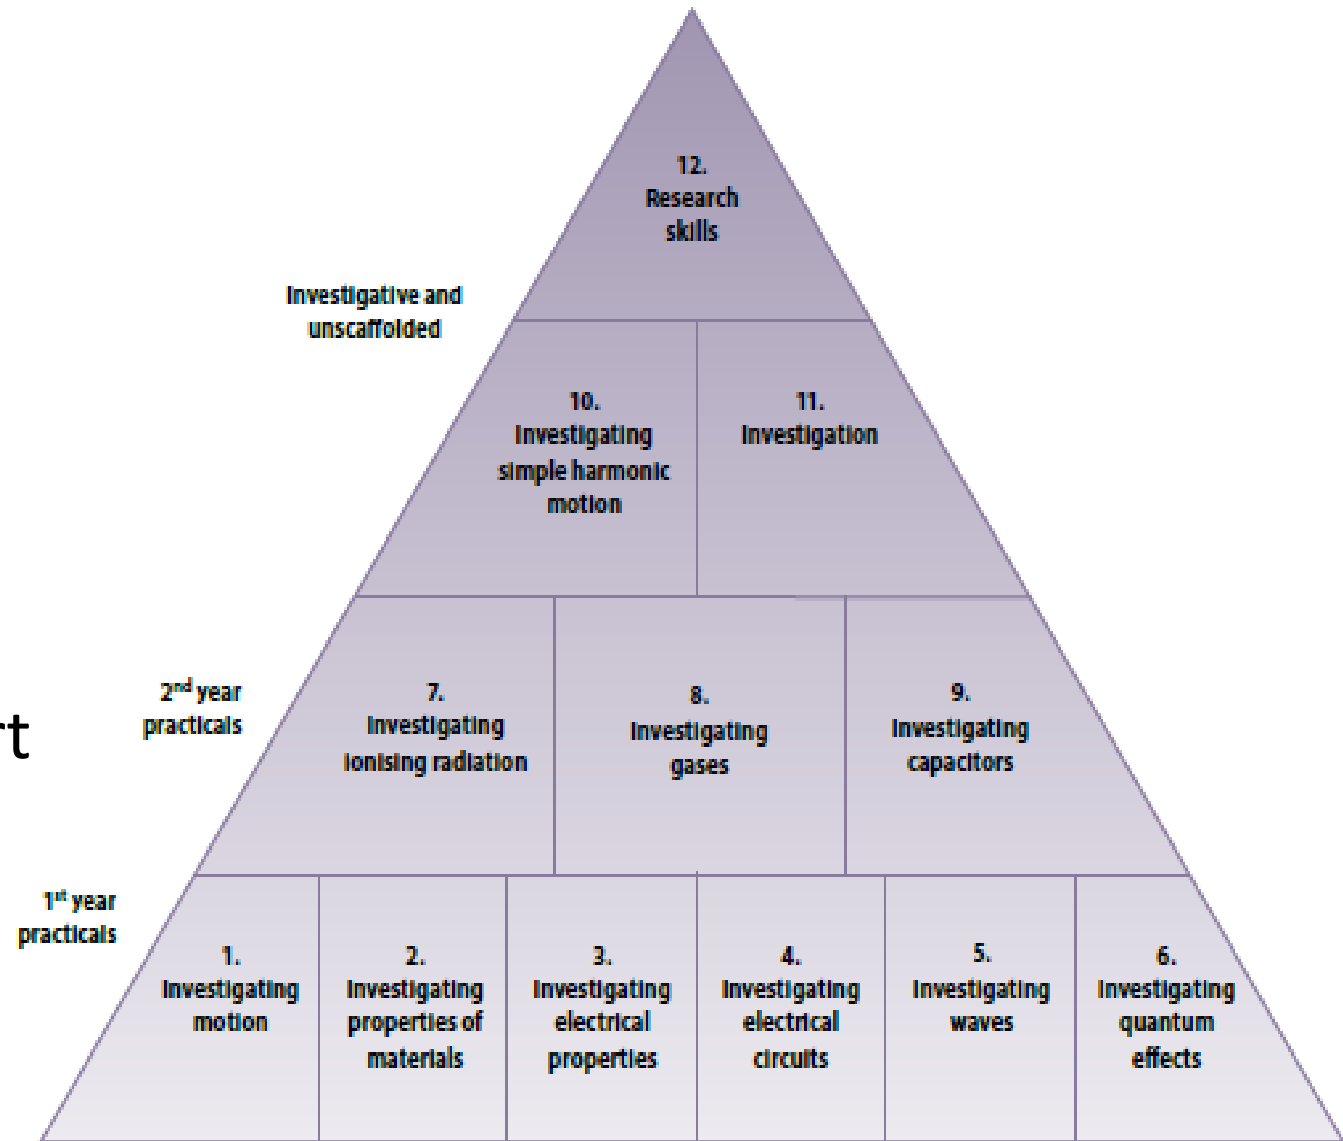 12.
Research
skills
Investigative and
unscaffolded
10.
Investigating
simple harmonic
motion
11.
Investigation
2nd year
practicals
rt
7.
Investigating
ionising radiation
8.
Investigating
gases
9.
Investigating
capacitors
1st year
practicals
1.
Investigating
motion
2.
Investigating
properties of
materials
3.
Investigating
electrical
properties
4.
Investigating
electrical
circuits
5.
Investigating
waves
6.
Investigating
quantum
effects